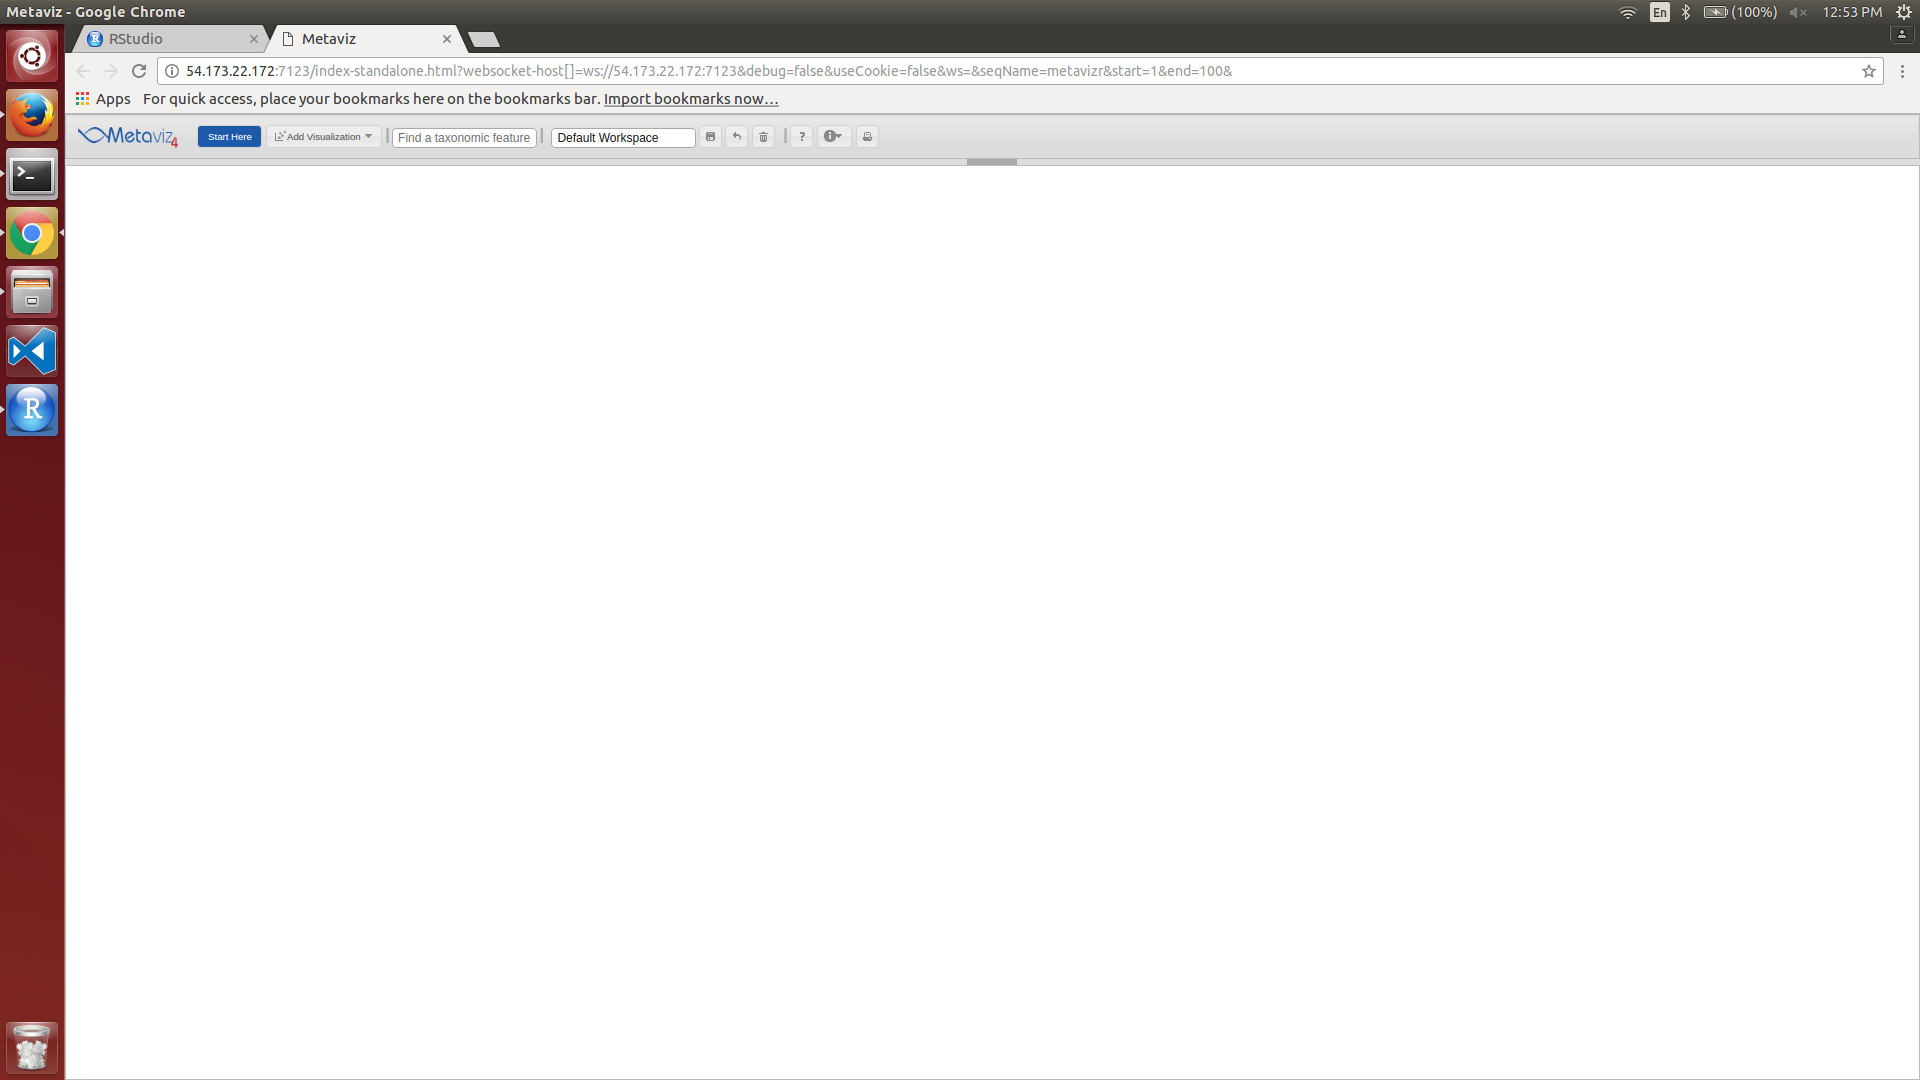 Metaviz - Google Chrome
En
(100%)
12:53 PM
RStudio
Metaviz
54.173.22.172:7123/index-standalone.html?websocket-host[]=ws://54.173.22.172:7123&debug=false&useCookie=false&ws=&seqName=metavizr&start=1&end=100&
Apps
For quick access, place your bookmarks here on the bookmarks bar. Import bookmarks now...
Metaviz4
Start Here
Add Visualization
Find a taxonomic feature
Default Workspace
?
R